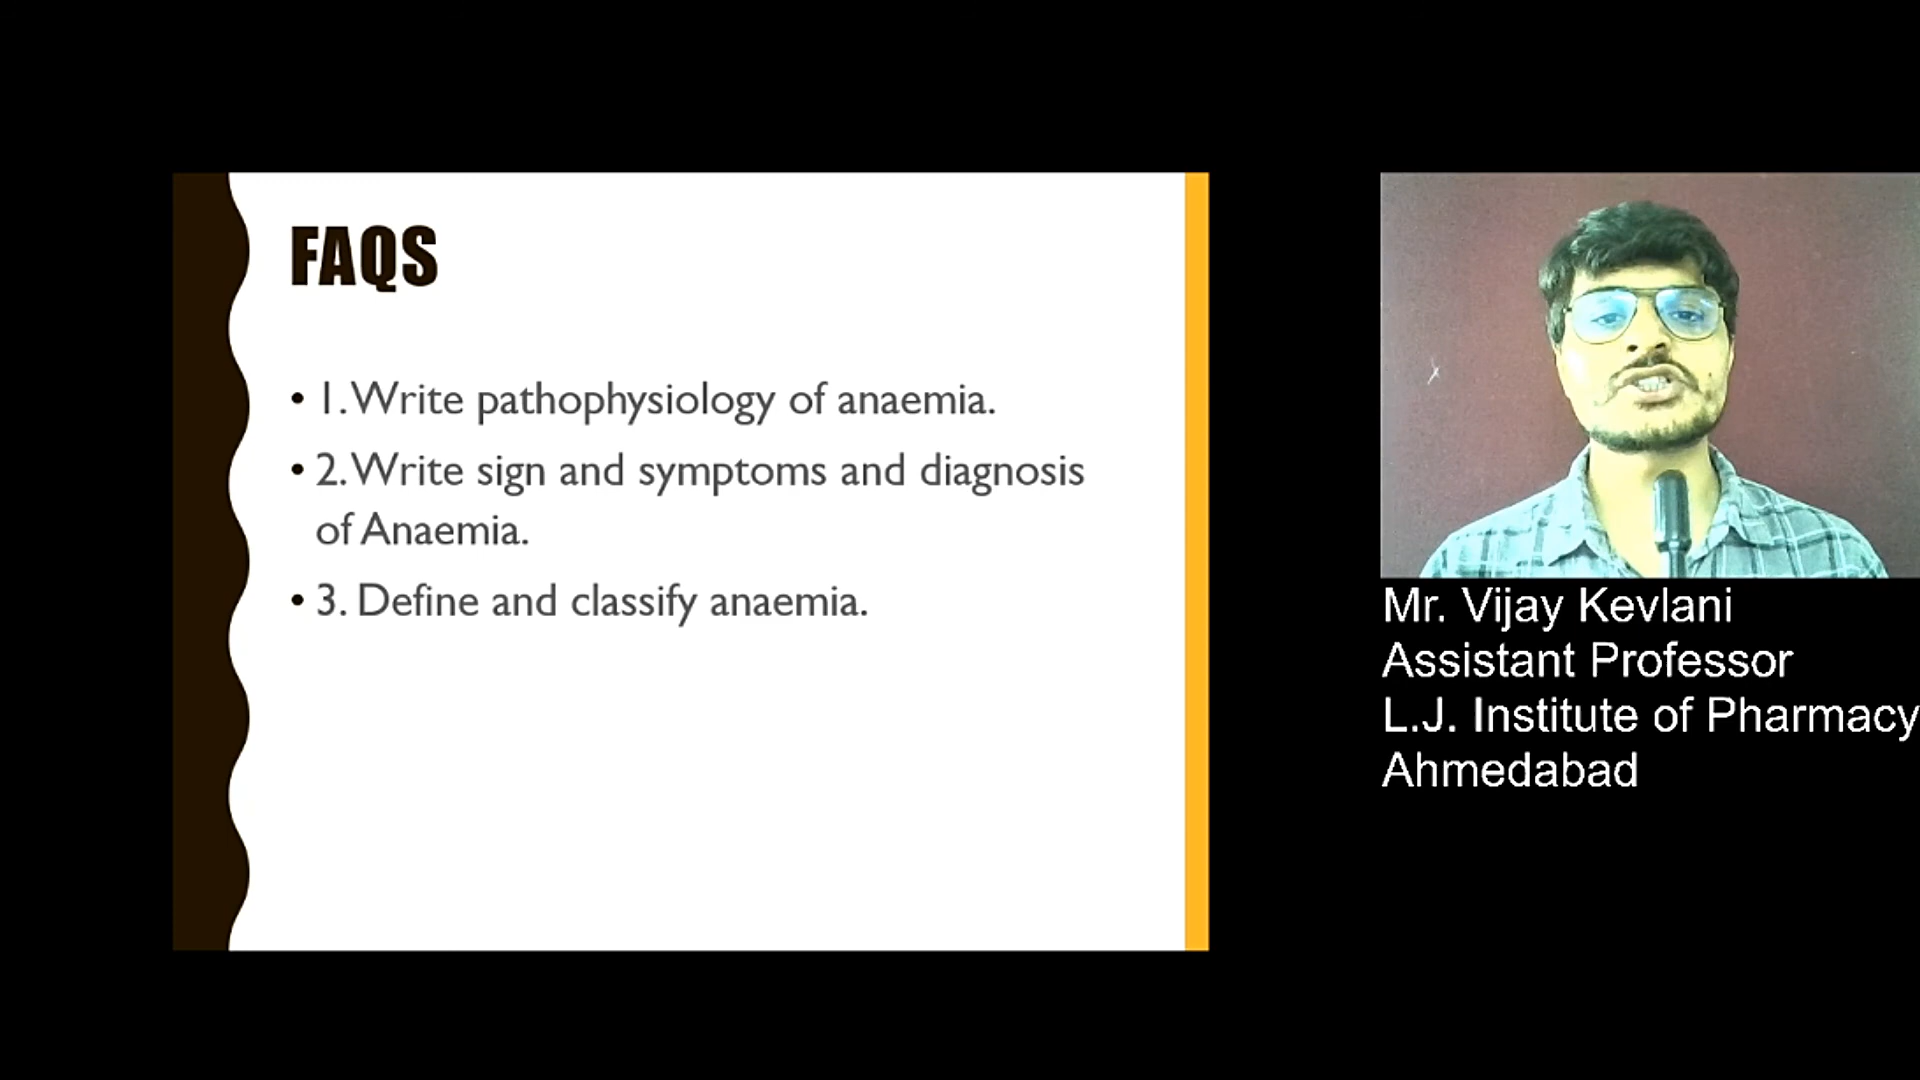 FAQS
• 1. Write pathophysiology of anaemia.
• 2. Write sign and symptoms and diagnosis
of Anaemia.
• 3. Define and classify anaemia.
Mr. Vijay Kevlani
Assistant Professor
L.J. Institute of Pharmacy
Ahmedabad